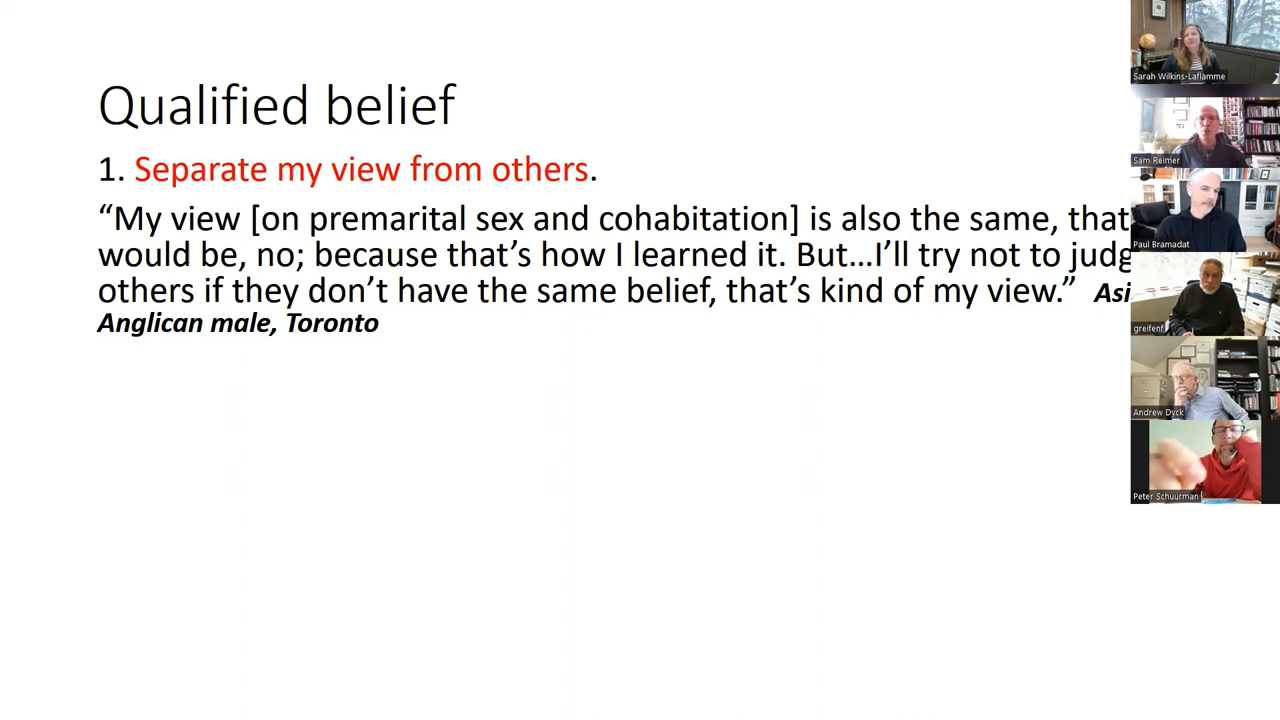 Qualified belief
1. Separate my view from others.
“My view [on premarital sex and cohabitation] is also the same, that
would be, no; because that’s how I learned it. But…I’ll try not to judg
others if they don’t have the same belief, that’s kind of my view.” Asi
Anglican male, Toronto
Sarah Wilkins-Laflamme
Sam Reimer
Paul Bramadat
greifenf
Andrew Dyck
Peter Schuurman